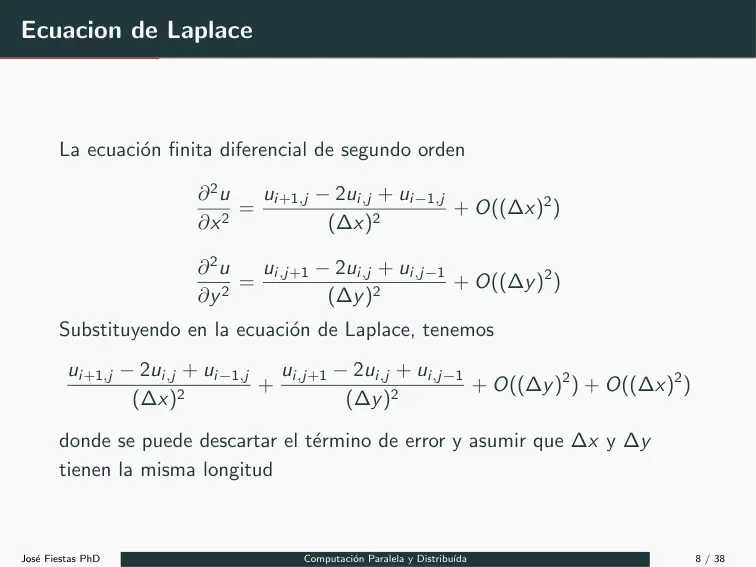 Ecuacion de Laplace
La ecuación finita diferencial de segundo orden
∂²u/∂x² = (u_{i+1,j} − 2u_{i,j} + u_{i−1,j})/(Δx)² + O((Δx)²)
∂²u/∂y² = (u_{i,j+1} − 2u_{i,j} + u_{i,j−1})/(Δy)² + O((Δy)²)
Substituyendo en la ecuación de Laplace, tenemos
(u_{i+1,j} − 2u_{i,j} + u_{i−1,j})/(Δx)² + (u_{i,j+1} − 2u_{i,j} + u_{i,j−1})/(Δy)² + O((Δy)²) + O((Δx)²)
donde se puede descartar el término de error y asumir que Δx y Δy
tienen la misma longitud
José Fiestas PhD Computación Paralela y Distribuída 8 / 38